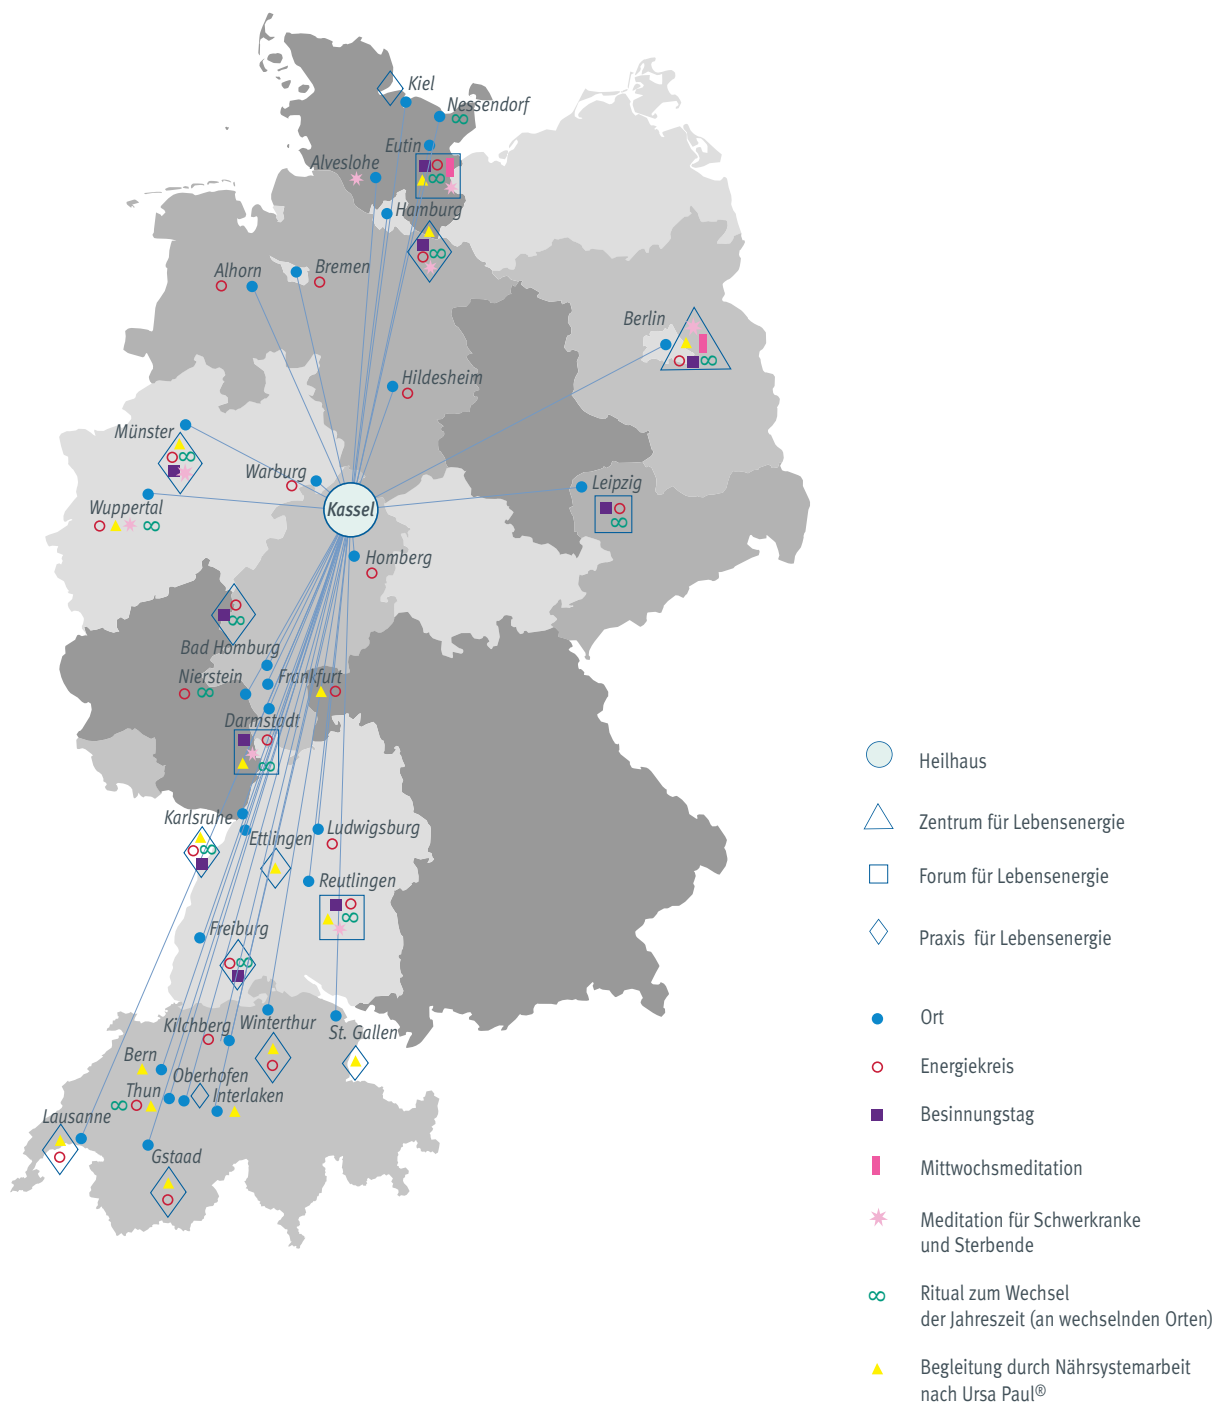 Kiel
Nessendorf
Eutin
Alveslohe
Hamburg
Alhorn
Bremen
Berlin
Hildesheim
Münster
Warburg
Leipzig
Wuppertal
Kassel
Homberg
Bad Homburg
Nierstein
Frankfurt
Darmstadt
Karlsruhe
Ettlingen
Ludwigsburg
Reutlingen
Freiburg
Kilchberg
Winterthur
St. Gallen
Bern
Oberhofen
Thun
Interlaken
Lausanne
Gstaad
Heilhaus
Zentrum für Lebensenergie
Forum für Lebensenergie
Praxis für Lebensenergie
Ort
Energiekreis
Besinnungstag
Mittwochsmeditation
Meditation für Schwerkranke
und Sterbende
Ritual zum Wechsel
der Jahreszeit (an wechselnden Orten)
Begleitung durch Nährsystemarbeit
nach Ursa Paul®